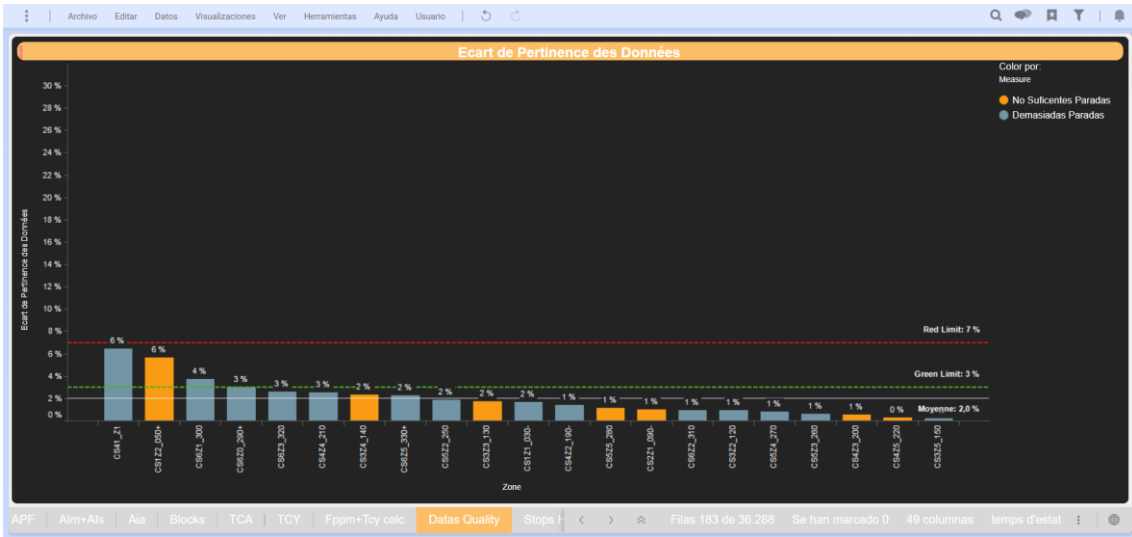 Archivo Editar Datos Visualizaciones Ver Herramientas Ayuda Usuario
Ecart de Pertinence des Données
Color por:
Measure
No Suficentes Paradas
Demasiadas Paradas
Ecart de Pertinence des Données
30 %
28 %
26 %
24 %
22 %
20 %
18 %
16 %
14 %
12 %
10 %
8 %
6 %
4 %
2 %
0 %
Red Limit: 7 %
Green Limit: 3 %
Moyenne: 2,0 %
6 % 6 % 4 % 3 % 3 % 3 % 2 % 2 % 2 % 2 % 2 % 1 % 1 % 1 % 1 % 1 % 1 % 1 % 1 % 0 %
CS41_Z1
CS1Z2_050+
CS6Z1_300
CS6Z0_290+
CS6Z3_320
CS4Z4_210
CS3Z4_140
CS6Z5_330+
CS5Z2_250
CS3Z3_130
CS1Z1_030-
CS4Z2_190-
CS5Z5_280
CS2Z1_090-
CS6Z2_310
CS3Z2_120
CS5Z4_270
CS5Z3_260
CS4Z3_200
CS4Z5_220
CS3Z5_150
Zone
APF AIm+AIs Aia Blocks TCA TCY Fppm+Tcy calc Datas Quality Stops Filas 183 de 36.288 Se han marcado 0 49 columnas temps d'estat